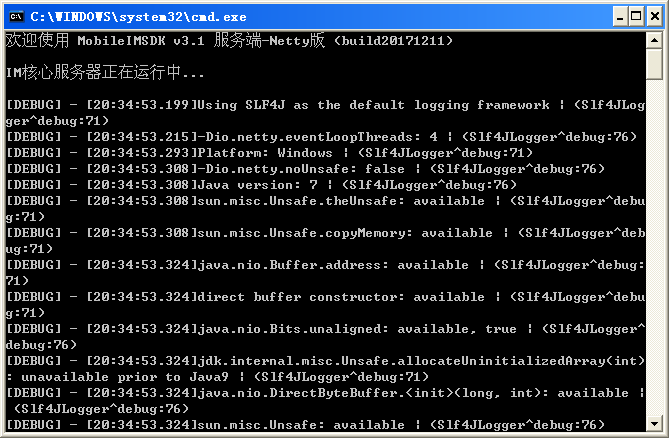 C:\WINDOWS\system32\cmd.exe
欢迎使用 MobileIMSDK v3.1 服务端-Netty版 (build20171211)
IM核心服务器正在运行中...
[DEBUG] - [20:34:53.199]Using SLF4J as the default logging framework ¦ (Slf4JLog
ger^debug:71)
[DEBUG] - [20:34:53.215]-Dio.netty.eventLoopThreads: 4 ¦ (Slf4JLogger^debug:76)
[DEBUG] - [20:34:53.293]Platform: Windows ¦ (Slf4JLogger^debug:71)
[DEBUG] - [20:34:53.308]-Dio.netty.noUnsafe: false ¦ (Slf4JLogger^debug:76)
[DEBUG] - [20:34:53.308]Java version: 7 ¦ (Slf4JLogger^debug:76)
[DEBUG] - [20:34:53.308]sun.misc.Unsafe.theUnsafe: available ¦ (Slf4JLogger^debu
g:71)
[DEBUG] - [20:34:53.308]sun.misc.Unsafe.copyMemory: available ¦ (Slf4JLogger^deb
ug:71)
[DEBUG] - [20:34:53.324]java.nio.Buffer.address: available ¦ (Slf4JLogger^debug:
71)
[DEBUG] - [20:34:53.324]direct buffer constructor: available ¦ (Slf4JLogger^debu
g:71)
[DEBUG] - [20:34:53.324]java.nio.Bits.unaligned: available, true ¦ (Slf4JLogger^
debug:76)
[DEBUG] - [20:34:53.324]jdk.internal.misc.Unsafe.allocateUninitializedArray(int)
: unavailable prior to Java9 ¦ (Slf4JLogger^debug:71)
[DEBUG] - [20:34:53.324]java.nio.DirectByteBuffer.<init>(long, int): available ¦
(Slf4JLogger^debug:76)
[DEBUG] - [20:34:53.324]sun.misc.Unsafe: available ¦ (Slf4JLogger^debug:76)